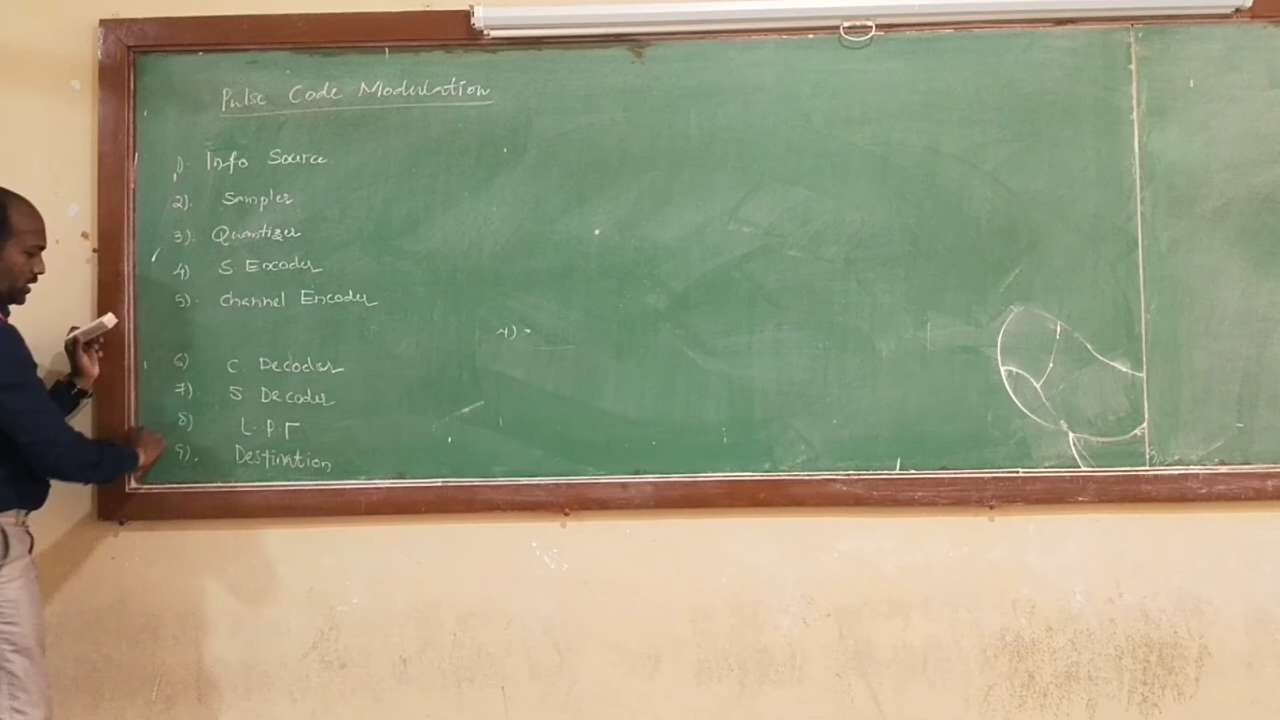 Pulse Code Modulation
1). Info Source
2). Sampler
3). Quantizer
4) S. Encoder
5). Channel Encoder
4) >
6) C. Decoder
7). S Decoder
8) L.P.F
9). Destination